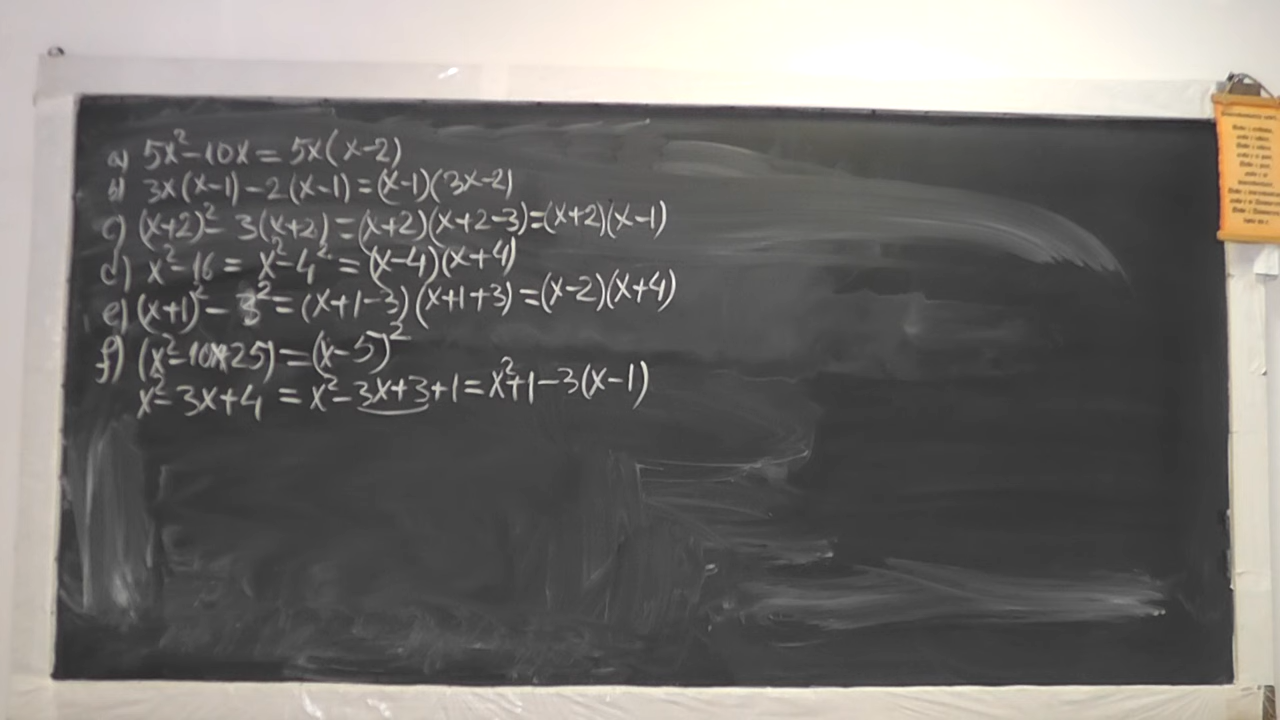 a) 5x²-10x = 5x(x-2)
b) 3x(x-1)-2(x-1)=(x-1)(3x-2)
c) (x+2)²- 3(x+2)=(x+2)(x+2-3)=(x+2)(x-1)
d) x²-16 = x²-4² = (x-4)(x+4)
e) (x+1)²- 3²=(x+1-3)(x+1+3)=(x-2)(x+4)
f) (x²-10x+25)=(x-5)²
x²-3x+4 = x²-3x+3+1=x²+1-3(x-1)